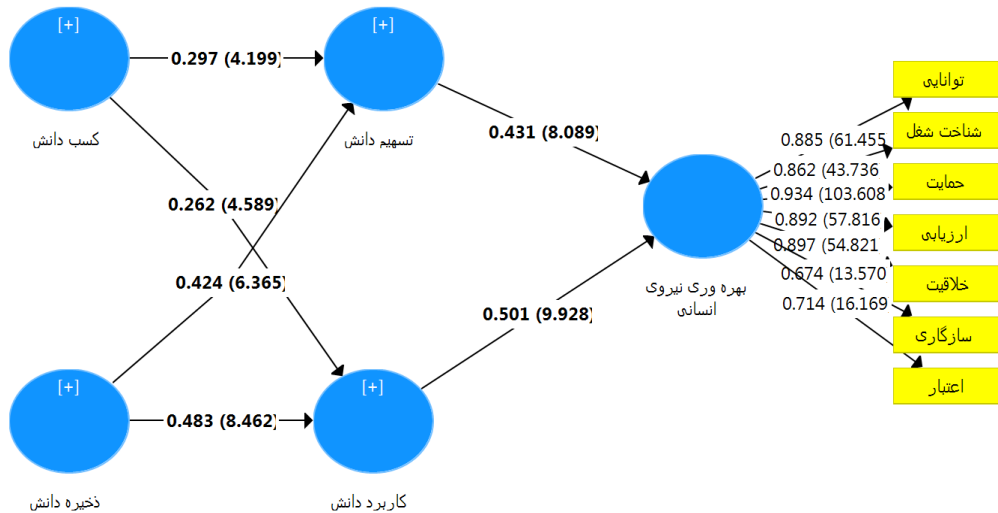 [+]
[+]
0.297 (4.199)
کسب دانش
تسهیم دانش
0.431 (8.089)
0.262 (4.589)
0.424 (6.365)
بهره وری نیروی
انسانی
0.501 (9.928)
[+]
[+]
0.483 (8.462)
ذخیره دانش
کاربرد دانش
0.885 (61.455
0.862 (43.736
0.934 (103.608
0.892 (57.816
0.897 (54.821
0.674 (13.570
0.714 (16.169
توانایی
شناخت شغل
حمایت
ارزیابی
خلاقیت
سازگاری
اعتبار